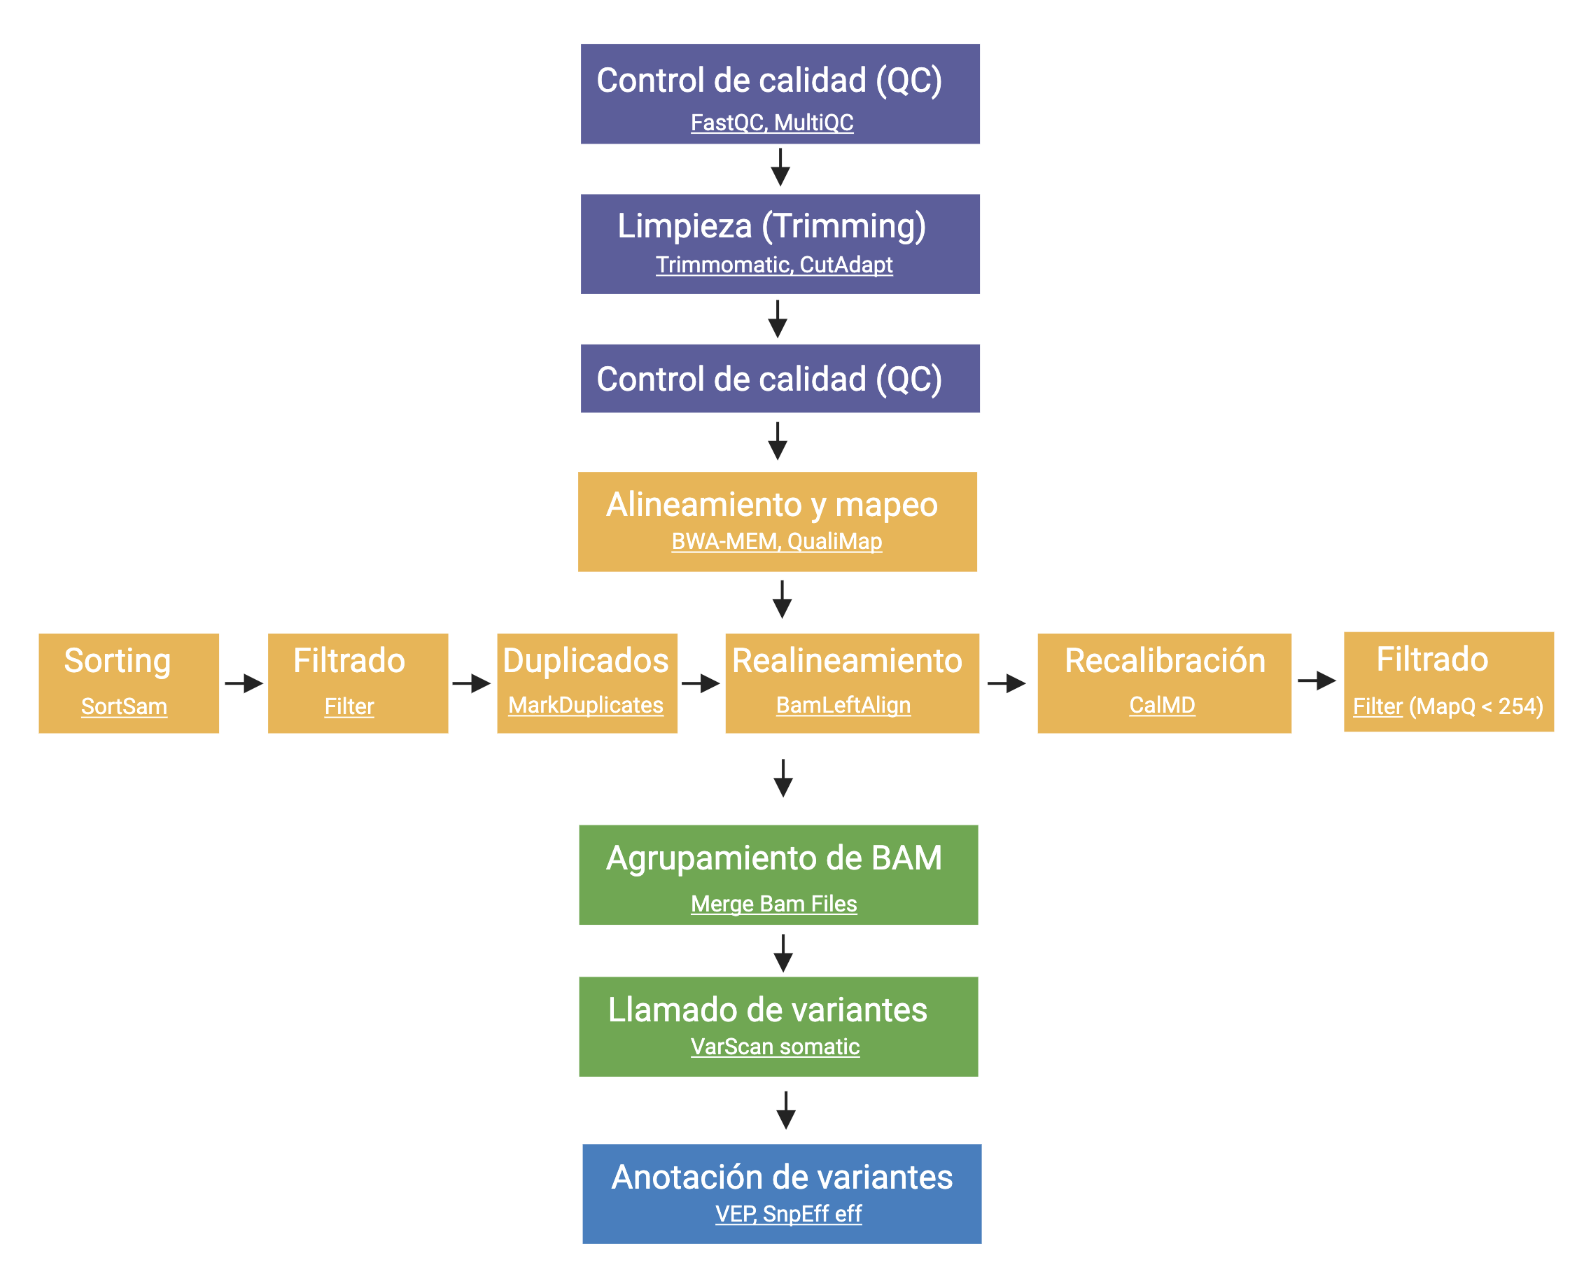 Control de calidad (QC)
FastQC, MultiQC
Limpieza (Trimming)
Trimmomatic, CutAdapt
Control de calidad (QC)
Alineamiento y mapeo
BWA-MEM, QualiMap
Sorting
SortSam
Filtrado
Filter
Duplicados
MarkDuplicates
Realineamiento
BamLeftAlign
Recalibración
CalMD
Filtrado
Filter (MapQ < 254)
Agrupamiento de BAM
Merge Bam Files
Llamado de variantes
VarScan somatic
Anotación de variantes
VEP, SnpEff eff